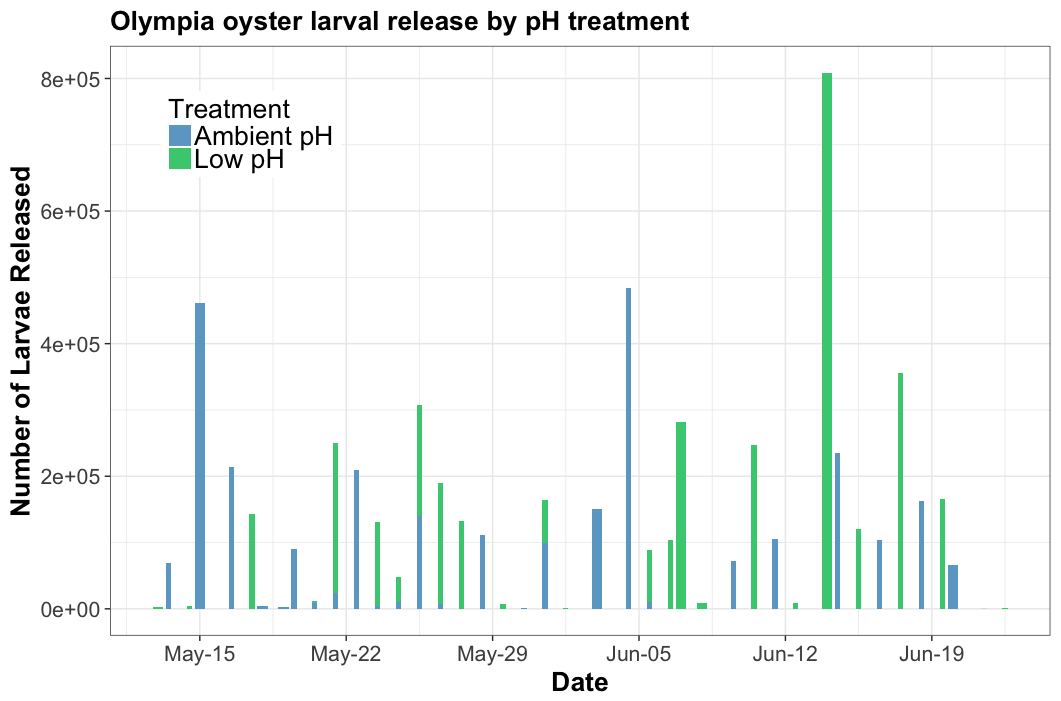 Olympia oyster larval release by pH treatment
Number of Larvae Released
8e+05
6e+05
4e+05
2e+05
0e+00
Treatment
Ambient pH
Low pH
May-15
May-22
May-29
Jun-05
Jun-12
Jun-19
Date